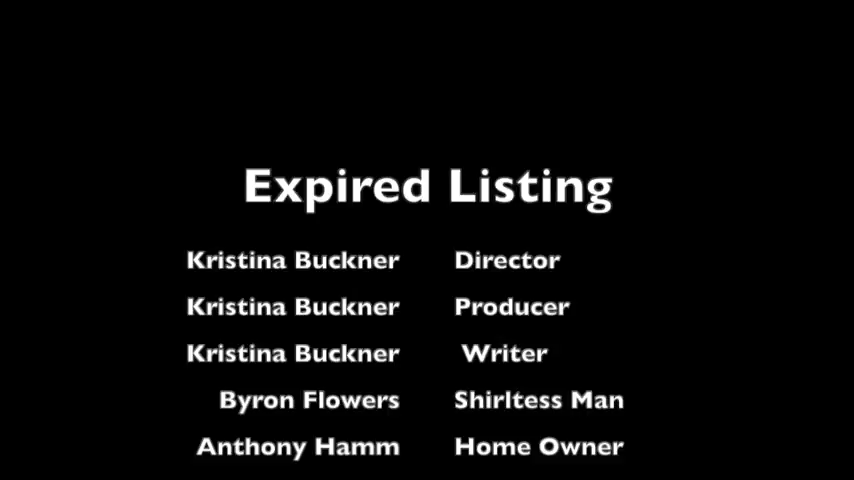 Expired Listing
Kristina Buckner Director
Kristina Buckner Producer
Kristina Buckner Writer
Byron Flowers Shirltess Man
Anthony Hamm Home Owner